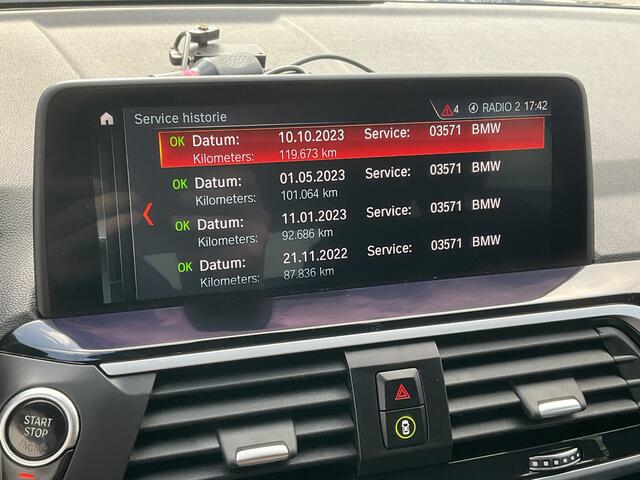 Service historie 4 RADIO 2 17:42
OK Datum: 10.10.2023 Service: 03571 BMW
Kilometers: 119.673 km
OK Datum: 01.05.2023 Service: 03571 BMW
Kilometers: 101.064 km
OK Datum: 11.01.2023 Service: 03571 BMW
Kilometers: 92.686 km
OK Datum: 21.11.2022 Service: 03571 BMW
Kilometers: 87.836 km
START
STOP
ENGINE